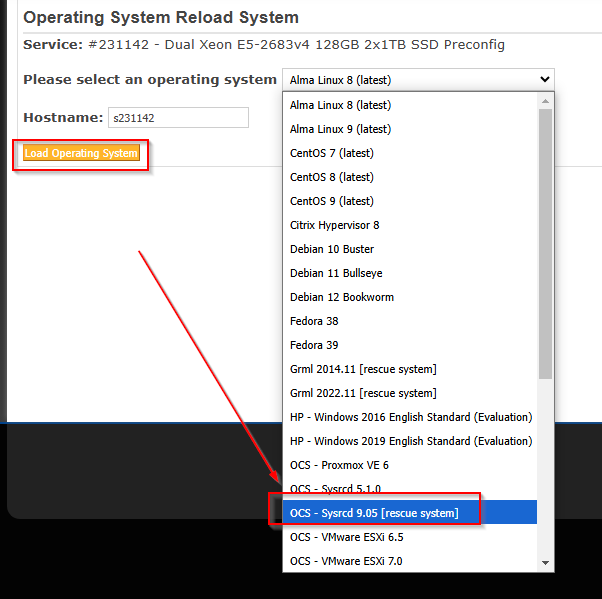 Operating System Reload System
Service: #231142 - Dual Xeon E5-2683v4 128GB 2x1TB SSD Preconfig
Please select an operating system Alma Linux 8 (latest)
Hostname: s231142
Load Operating System
Alma Linux 8 (latest)
Alma Linux 9 (latest)
CentOS 7 (latest)
CentOS 8 (latest)
CentOS 9 (latest)
Citrix Hypervisor 8
Debian 10 Buster
Debian 11 Bullseye
Debian 12 Bookworm
Fedora 38
Fedora 39
Grml 2014.11 [rescue system]
Grml 2022.11 [rescue system]
HP - Windows 2016 English Standard (Evaluation)
HP - Windows 2019 English Standard (Evaluation)
OCS - Proxmox VE 6
OCS - Sysrcd 5.1.0
OCS - Sysrcd 9.05 [rescue system]
OCS - VMware ESXi 6.5
OCS - VMware ESXi 7.0